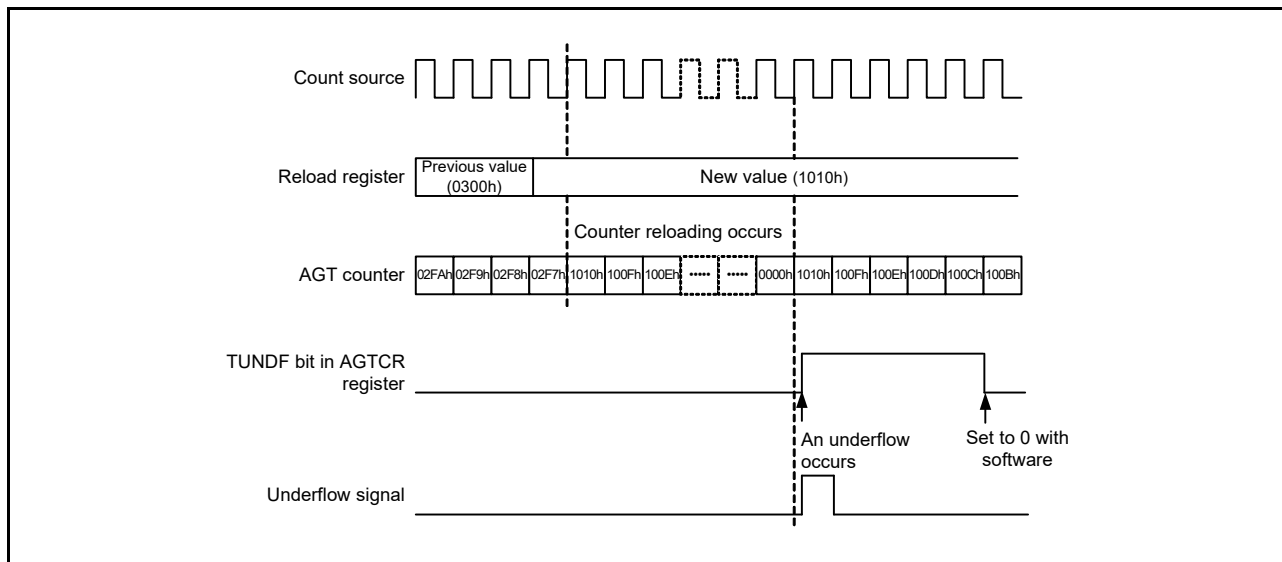 Count source
Reload register
Previous value
(0300h)
New value (1010h)
Counter reloading occurs
AGT counter
02FAh 02F9h 02F8h 02F7h 1010h 100Fh 100Eh ••••• ••••• 0000h 1010h 100Fh 100Eh 100Dh 100Ch 100Bh
TUNDF bit in AGTCR
register
An underflow
occurs
Set to 0 with
software
Underflow signal